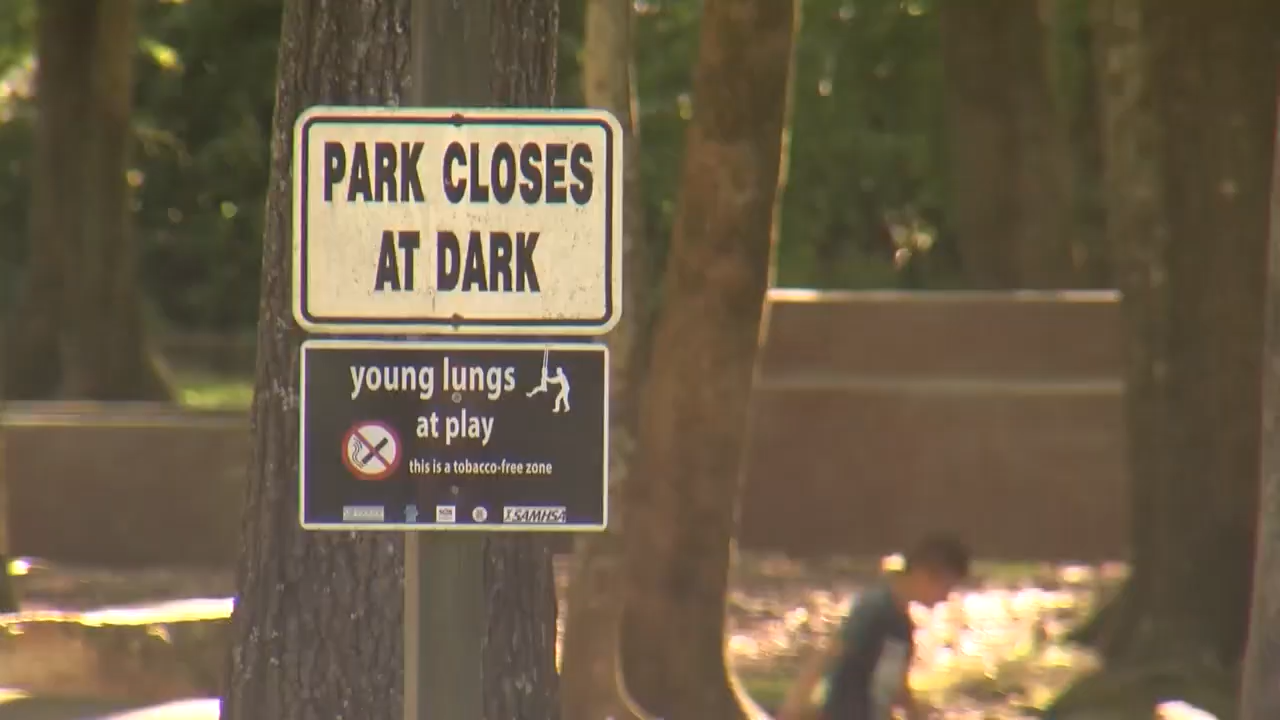 PARK CLOSES
AT DARK
young lungs
at play
this is a tobacco-free zone
SAMHSA